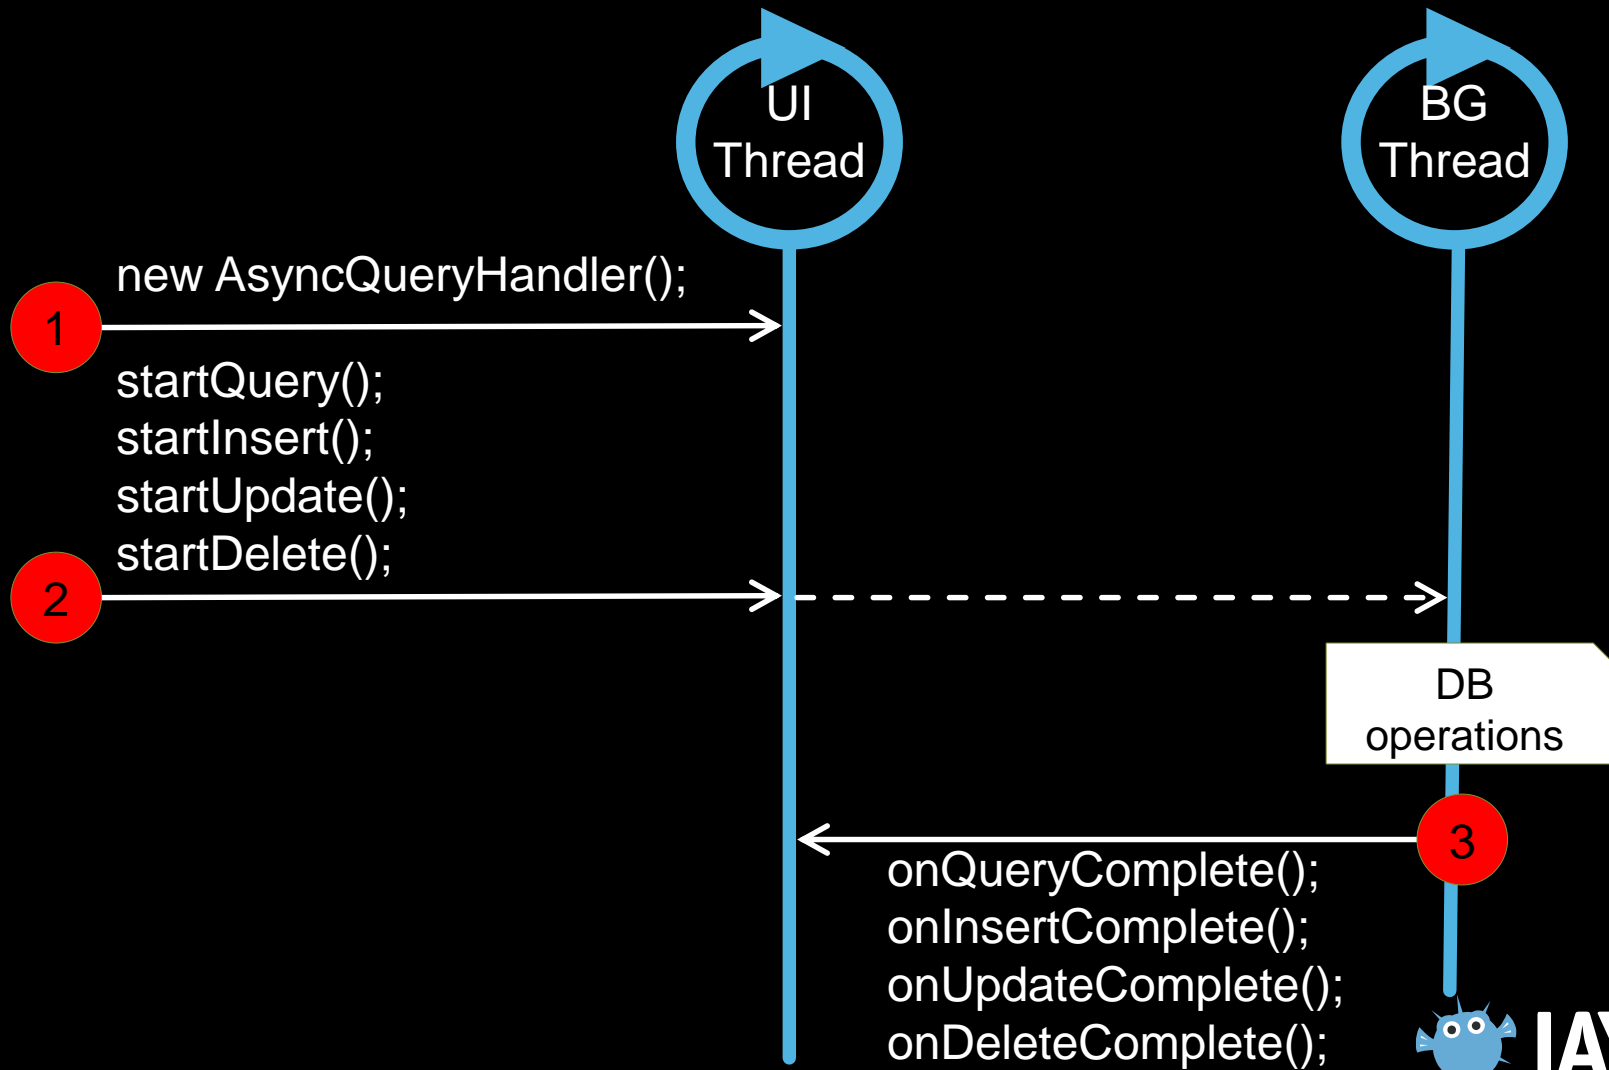 UI
Thread
BG
Thread
new AsyncQueryHandler();
1
startQuery();
startInsert();
startUpdate();
startDelete();
2
DB
operations
3
onQueryComplete();
onInsertComplete();
onUpdateComplete();
onDeleteComplete();